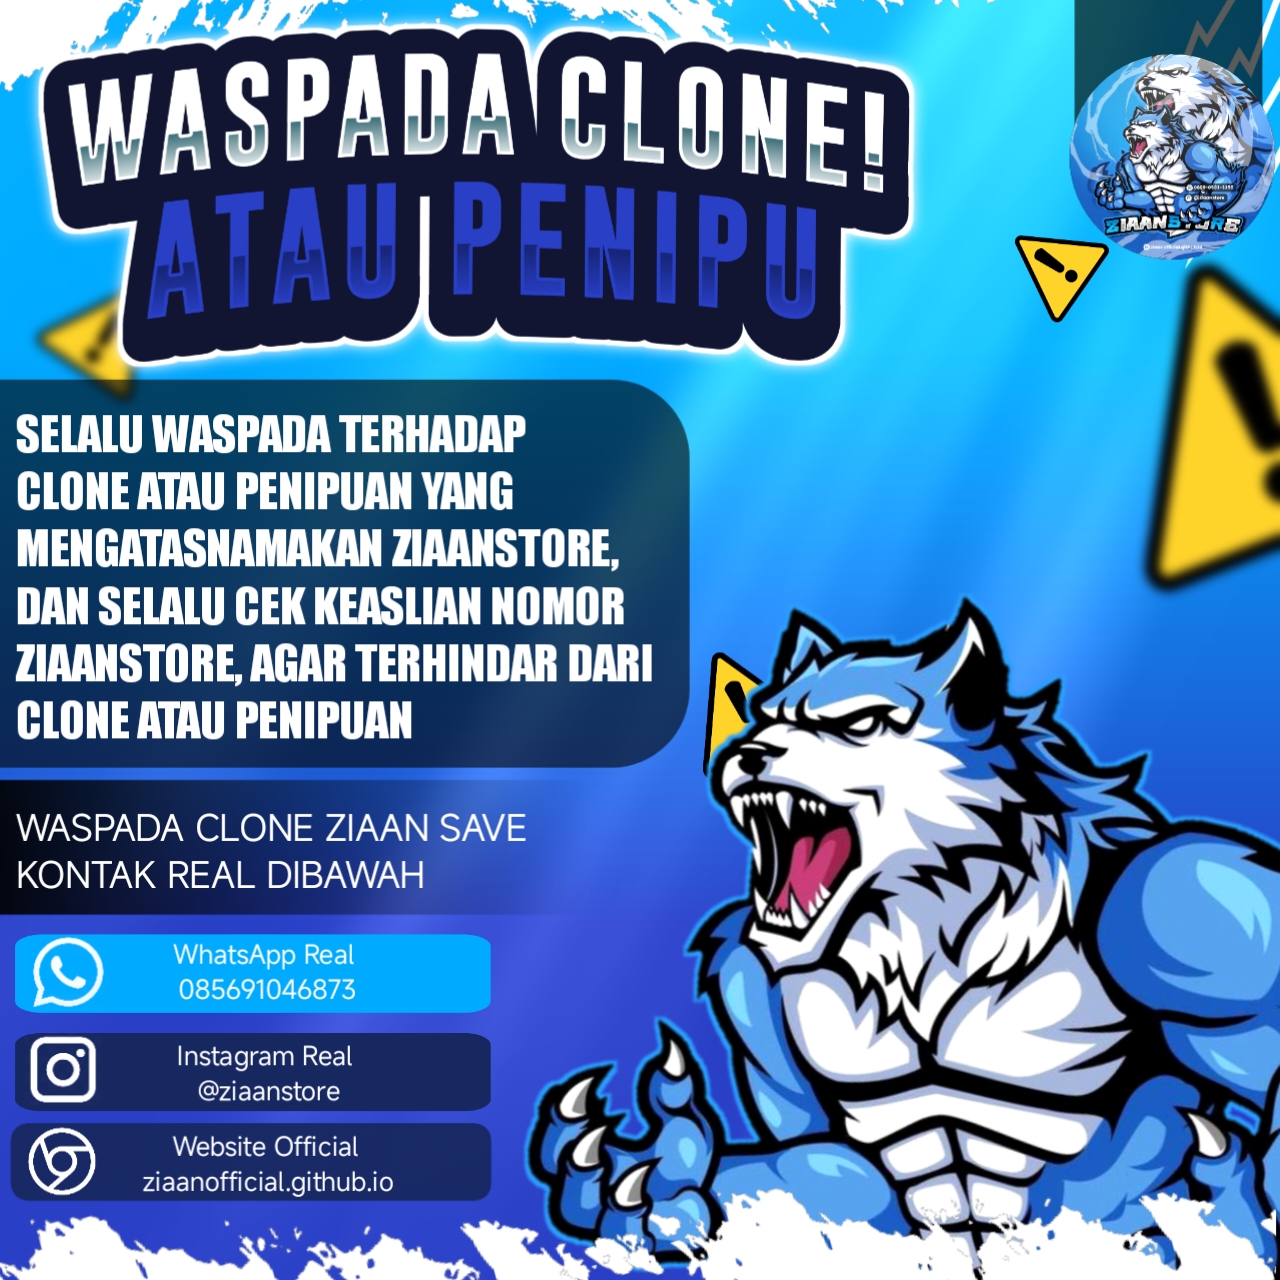 WASPADA CLONE!
ATAU PENIPU
ZIAANSTORE
SELALU WASPADA TERHADAP
CLONE ATAU PENIPUAN YANG
MENGATASNAMAKAN ZIAANSTORE,
DAN SELALU CEK KEASLIAN NOMOR
ZIAANSTORE, AGAR TERHINDAR DARI
CLONE ATAU PENIPUAN
WASPADA CLONE ZIAAN SAVE
KONTAK REAL DIBAWAH
WhatsApp Real
085691046873
Instagram Real
@ziaanstore
Website Official
ziaanofficial.github.io